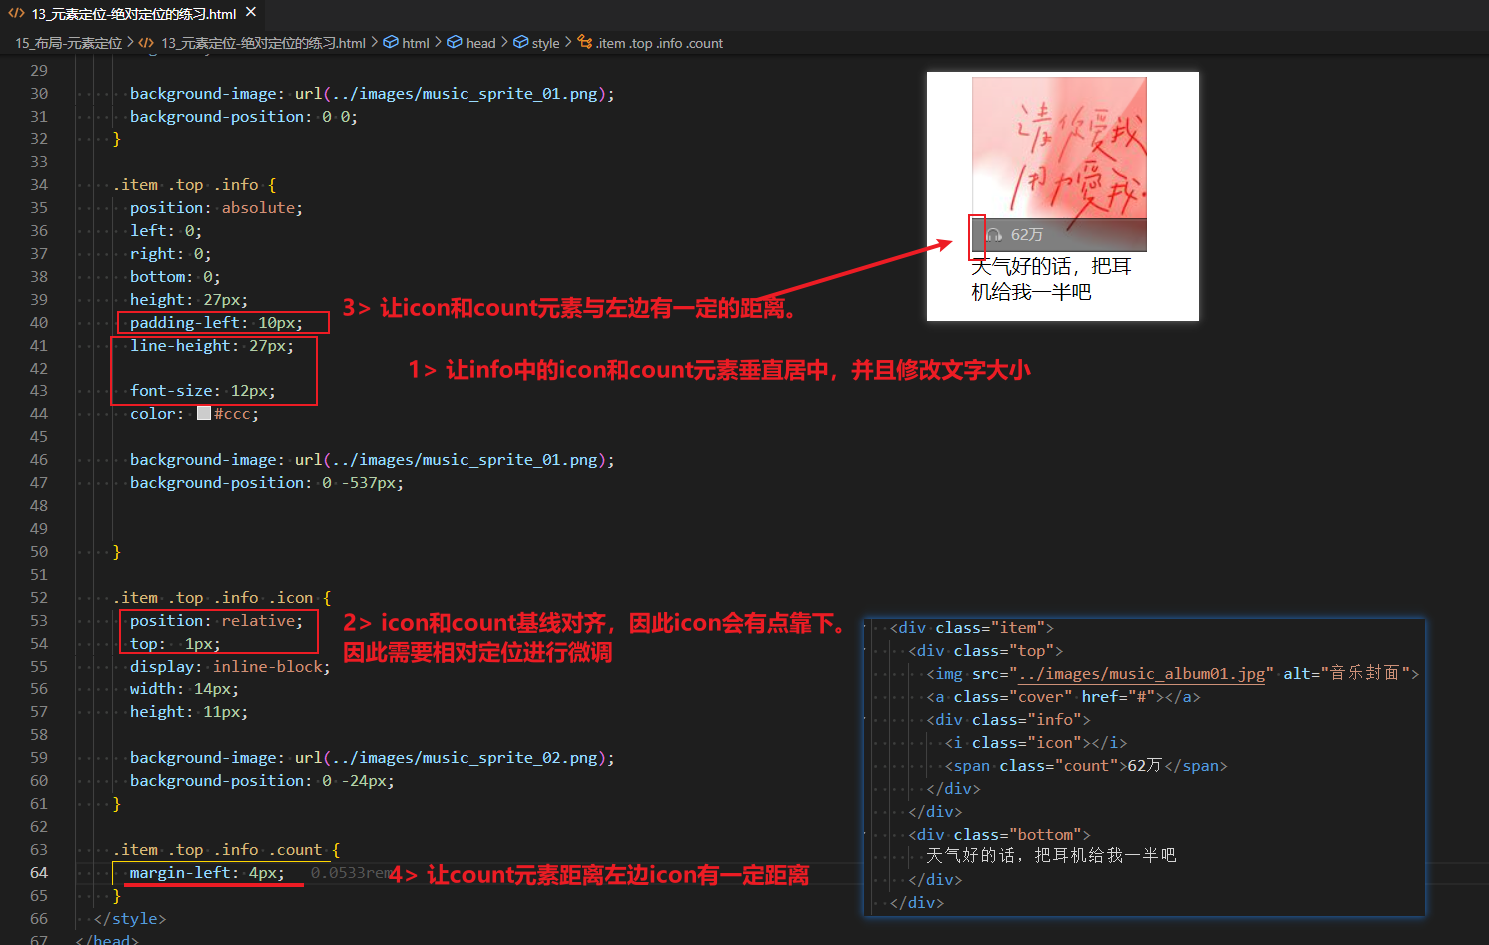 13_元素定位-绝对定位的练习.html
15_布局-元素定位 > 13_元素定位-绝对定位的练习.html > html > head > style > .item .top .info .count
29
30 background-image: url(../images/music_sprite_01.png);
31 background-position: 0 0;
32 }
33
34 .item .top .info {
35 position: absolute;
36 left: 0;
37 right: 0;
38 bottom: 0;
39 height: 27px;
40 padding-left: 10px;
41 line-height: 27px;
42
43 font-size: 12px;
44 color: #ccc;
45
46 background-image: url(../images/music_sprite_01.png);
47 background-position: 0 -537px;
48
49
50 }
51
52 .item .top .info .icon {
53 position: relative;
54 top: 1px;
55 display: inline-block;
56 width: 14px;
57 height: 11px;
58
59 background-image: url(../images/music_sprite_02.png);
60 background-position: 0 -24px;
61 }
62
63 .item .top .info .count {
64 margin-left: 4px; 0.0533rem
65 }
66 </style>
67 </head>
3> 让icon和count元素与左边有一定的距离。
1> 让info中的icon和count元素垂直居中，并且修改文字大小
2> icon和count基线对齐，因此icon会有点靠下。
因此需要相对定位进行微调
4> 让count元素距离左边icon有一定距离
请你爱我
用力爱我
62万
天气好的话，把耳
机给我一半吧
<div class="item">
<div class="top">
<img src="../images/music_album01.jpg" alt="音乐封面">
<a class="cover" href="#"></a>
<div class="info">
<i class="icon"></i>
<span class="count">62万</span>
</div>
</div>
<div class="bottom">
天气好的话，把耳机给我一半吧
</div>
</div>